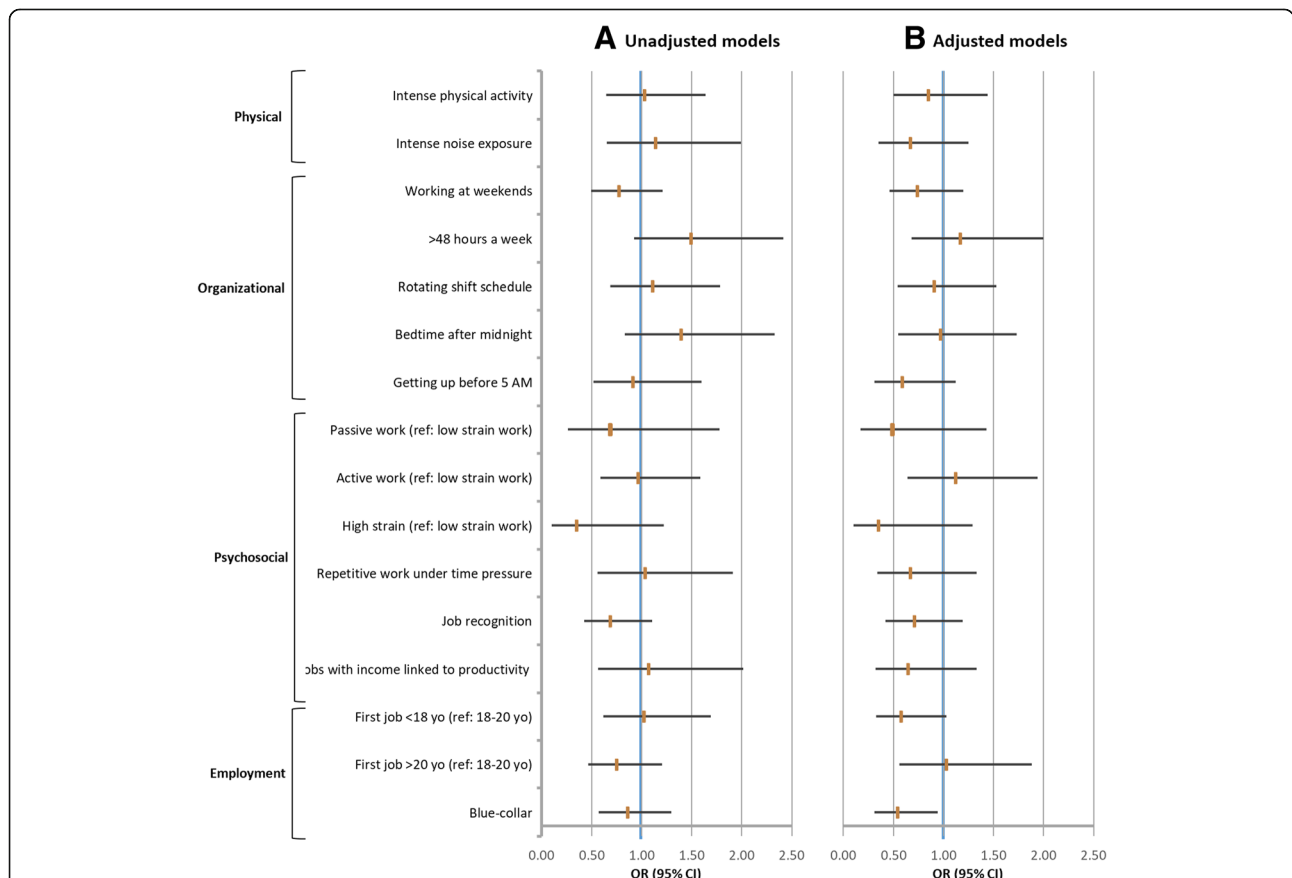 A Unadjusted models
B Adjusted models
Physical
Intense physical activity
Intense noise exposure
Organizational
Working at weekends
>48 hours a week
Rotating shift schedule
Bedtime after midnight
Getting up before 5 AM
Psychosocial
Passive work (ref: low strain work)
Active work (ref: low strain work)
High strain (ref: low strain work)
Repetitive work under time pressure
Job recognition
obs with income linked to productivity
Employment
First job <18 yo (ref: 18-20 yo)
First job >20 yo (ref: 18-20 yo)
Blue-collar
0.00 0.50 1.00 1.50 2.00 2.50
0.00 0.50 1.00 1.50 2.00 2.50
OR (95% CI)
OR (95% CI)